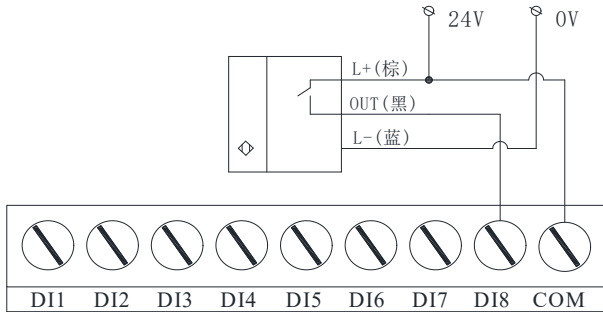 24V 0V
L+(棕)
OUT(黑)
L-(蓝)
DI1 DI2 DI3 DI4 DI5 DI6 DI7 DI8 COM